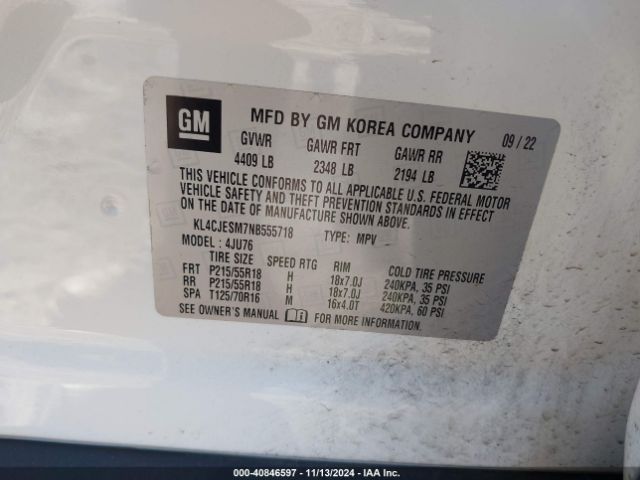 GM
MFD BY GM KOREA COMPANY 09/22
GVWR GAWR FRT GAWR RR
4409 LB 2348 LB 2194 LB
THIS VEHICLE CONFORMS TO ALL APPLICABLE U.S. FEDERAL MOTOR
VEHICLE SAFETY AND THEFT PREVENTION STANDARDS IN EFFECT
ON THE DATE OF MANUFACTURE SHOWN ABOVE.
KL4CJESM7NB555718 TYPE: MPV
MODEL: 4JU76
TIRE SIZE SPEED RTG RIM COLD TIRE PRESSURE
FRT P215/55R18 H 18x7.0J 240KPA, 35 PSI
RR P215/55R18 H 18x7.0J 240KPA, 35 PSI
SPA T125/70R16 M 16x4.0T 420KPA, 60 PSI
SEE OWNER'S MANUAL FOR MORE INFORMATION.
000-40846597 - 11/13/2024 - IAAI.com